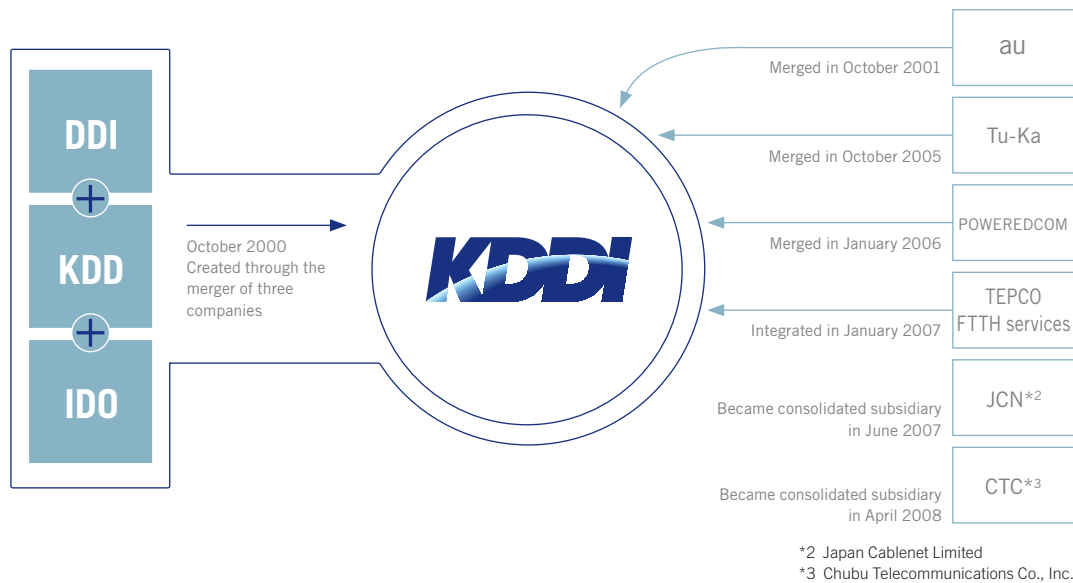 DDI
KDD
IDO
October 2000
Created through the
merger of three
companies
KDDI
au
Merged in October 2001
Tu-Ka
Merged in October 2005
POWEREDCOM
Merged in January 2006
TEPCO
FTTH services
Integrated in January 2007
JCN*2
Became consolidated subsidiary
in June 2007
CTC*3
Became consolidated subsidiary
in April 2008
*2 Japan Cablenet Limited
*3 Chubu Telecommunications Co., Inc.